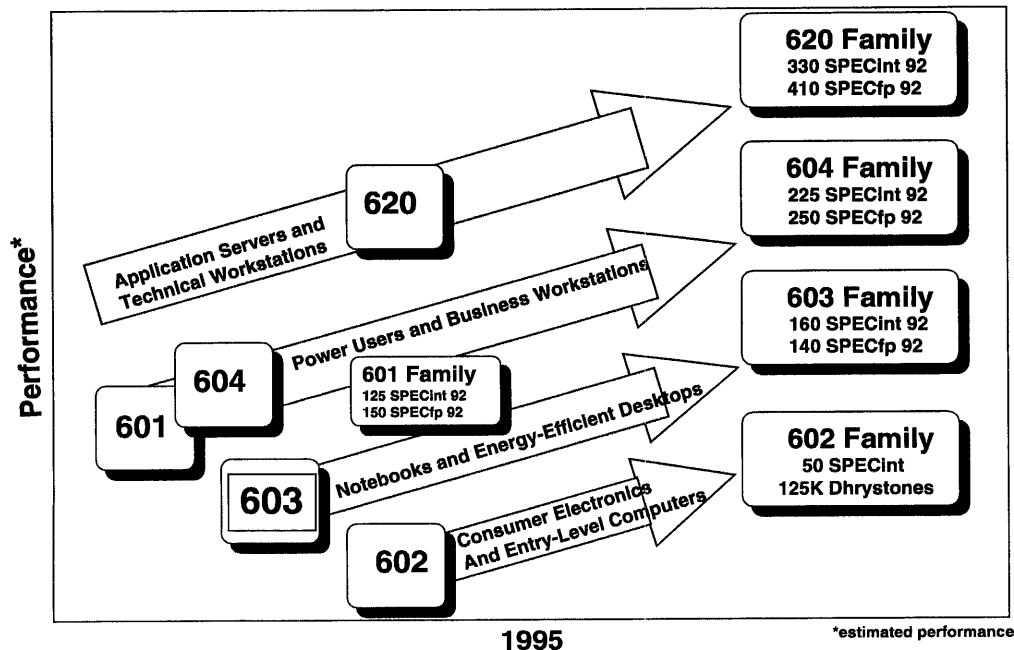 620 Family
330 SPECint 92
410 SPECfp 92
604 Family
225 SPECint 92
250 SPECfp 92
620
Application Servers and
Technical Workstations
Power Users and Business Workstations
603 Family
160 SPECint 92
140 SPECfp 92
604
601
601 Family
125 SPECint 92
150 SPECfp 92
Notebooks and Energy-Efficient Desktops
603
602 Family
50 SPECint
125K Dhrystones
Consumer Electronics
And Entry-Level Computers
602
Performance*
1995
*estimated performance